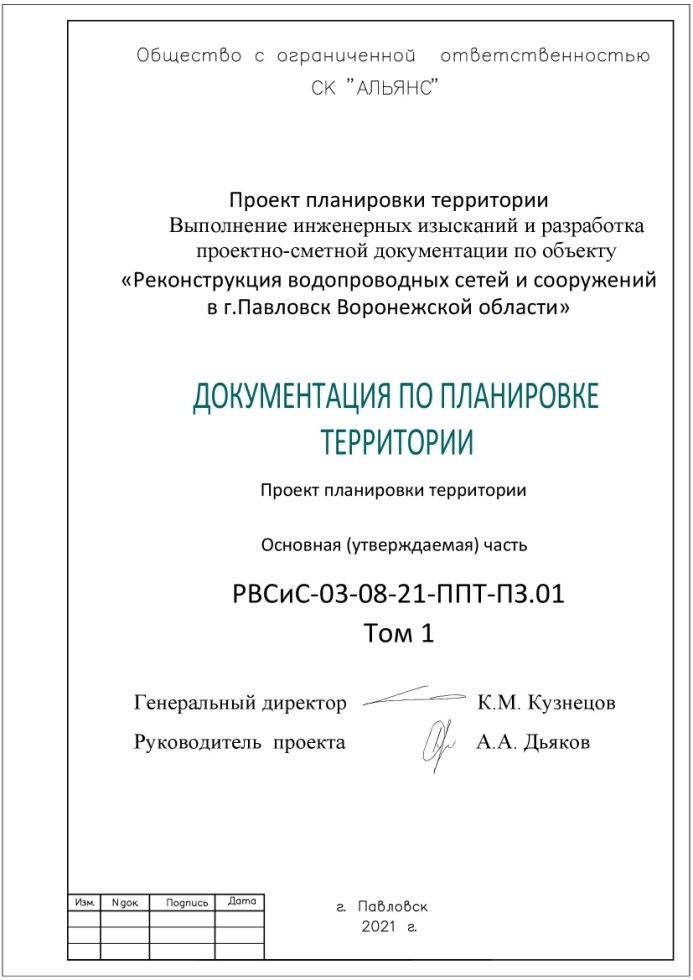 Общество с ограниченной ответственностью
СК "АЛЬЯНС"
Проект планировки территории
Выполнение инженерных изысканий и разработка
проектно-сметной документации по объекту
«Реконструкция водопроводных сетей и сооружений
в г.Павловск Воронежской области»
ДОКУМЕНТАЦИЯ ПО ПЛАНИРОВКЕ
ТЕРРИТОРИИ
Проект планировки территории
Основная (утверждаемая) часть
РВСиС-03-08-21-ППТ-ПЗ.01
Том 1
Генеральный директор К.М. Кузнецов
Руководитель проекта А.А. Дьяков
Изм. Nдок. Подпись Дата
г. Павловск
2021 г.